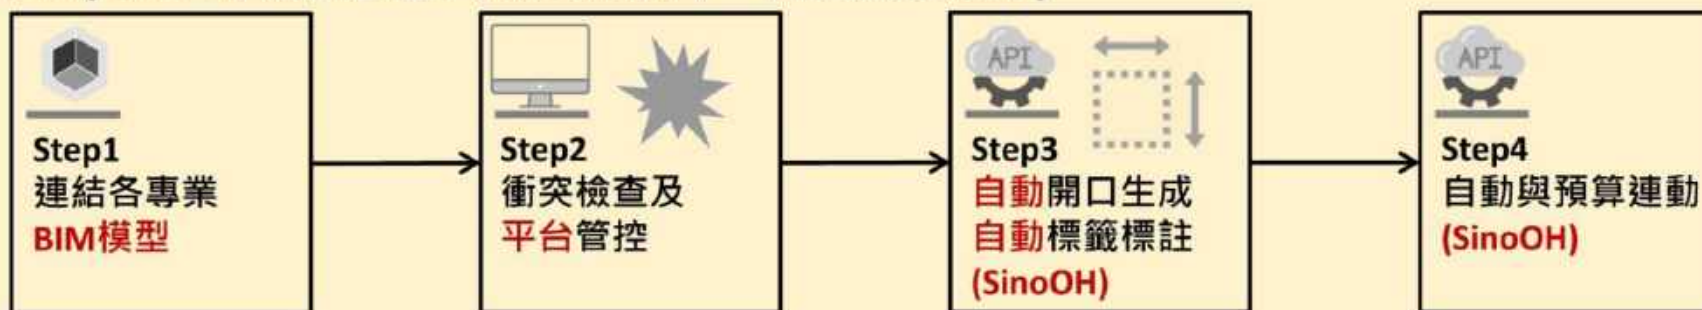 API
API
Step1
連結各專業
BIM模型
Step2
衝突檢查及
平台管控
Step3
自動開口生成
自動標籤標註
(SinoOH)
Step4
自動與預算連動
(SinoOH)